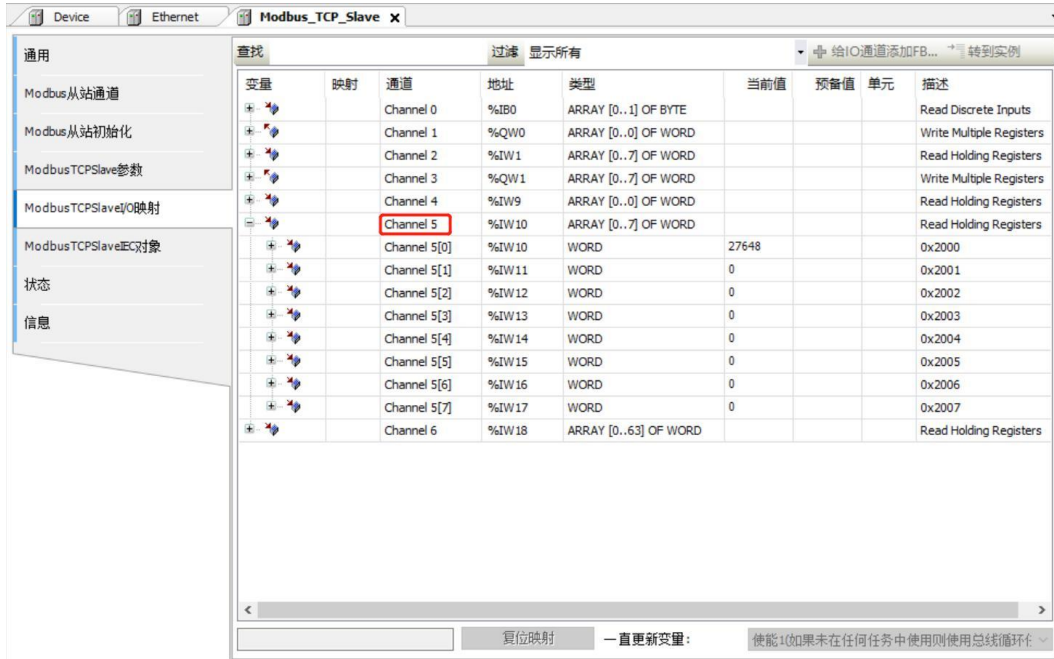 Device Ethernet Modbus_TCP_Slave x
通用
Modbus从站通道
Modbus从站初始化
ModbusTCPSlave参数
ModbusTCPSlaveI/O映射
ModbusTCPSlaveIEC对象
状态
信息
查找 过滤 显示所有 给IO通道添加FB... 转到实例
变量 映射 通道 地址 类型 当前值 预备值 单元 描述
Channel 0 %IB0 ARRAY [0..1] OF BYTE Read Discrete Inputs
Channel 1 %QW0 ARRAY [0..0] OF WORD Write Multiple Registers
Channel 2 %IW1 ARRAY [0..7] OF WORD Read Holding Registers
Channel 3 %QW1 ARRAY [0..7] OF WORD Write Multiple Registers
Channel 4 %IW9 ARRAY [0..0] OF WORD Read Holding Registers
Channel 5 %IW10 ARRAY [0..7] OF WORD Read Holding Registers
Channel 5[0] %IW10 WORD 27648 0x2000
Channel 5[1] %IW11 WORD 0 0x2001
Channel 5[2] %IW12 WORD 0 0x2002
Channel 5[3] %IW13 WORD 0 0x2003
Channel 5[4] %IW14 WORD 0 0x2004
Channel 5[5] %IW15 WORD 0 0x2005
Channel 5[6] %IW16 WORD 0 0x2006
Channel 5[7] %IW17 WORD 0 0x2007
Channel 6 %IW18 ARRAY [0..63] OF WORD Read Holding Registers
复位映射 一直更新变量: 使能1(如果未在任何任务中使用则使用总线循环